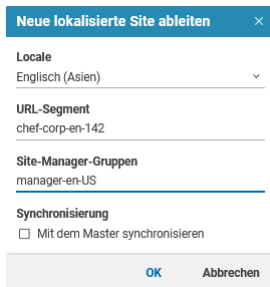 Neue lokalisierte Site ableiten
Locale
Englisch (Asien)
URL-Segment
chef-corp-en-142
Site-Manager-Gruppen
manager-en-US
Synchronisierung
Mit dem Master synchronisieren
OK Abbrechen